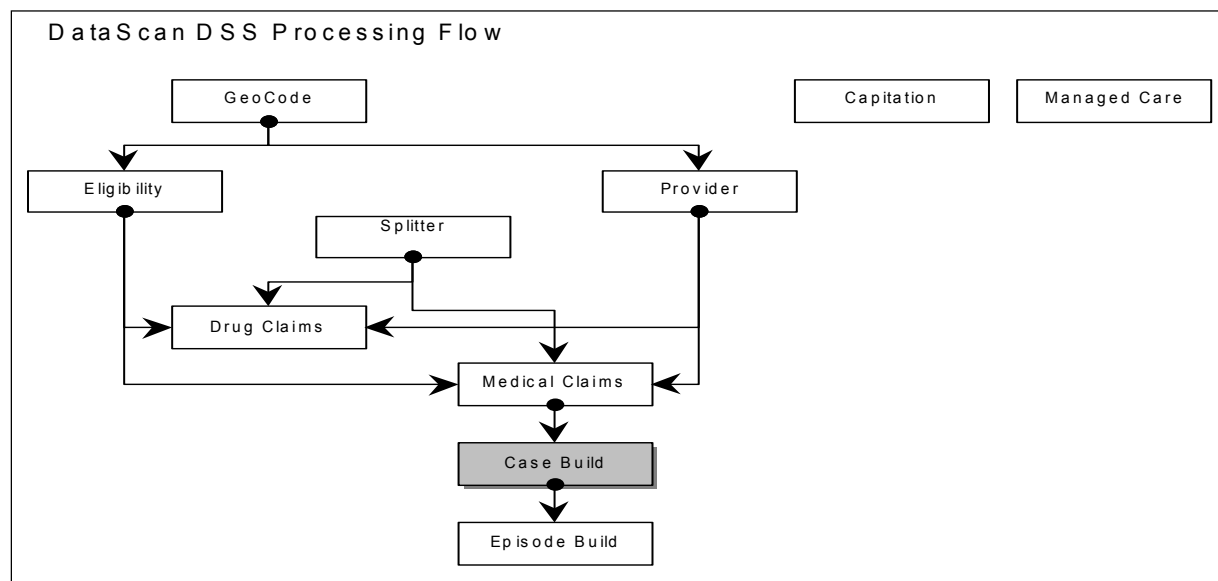 DataScan DSS Processing Flow
GeoCode
Capitation
Managed Care
Eligibility
Provider
Splitter
Drug Claims
Medical Claims
Case Build
Episode Build